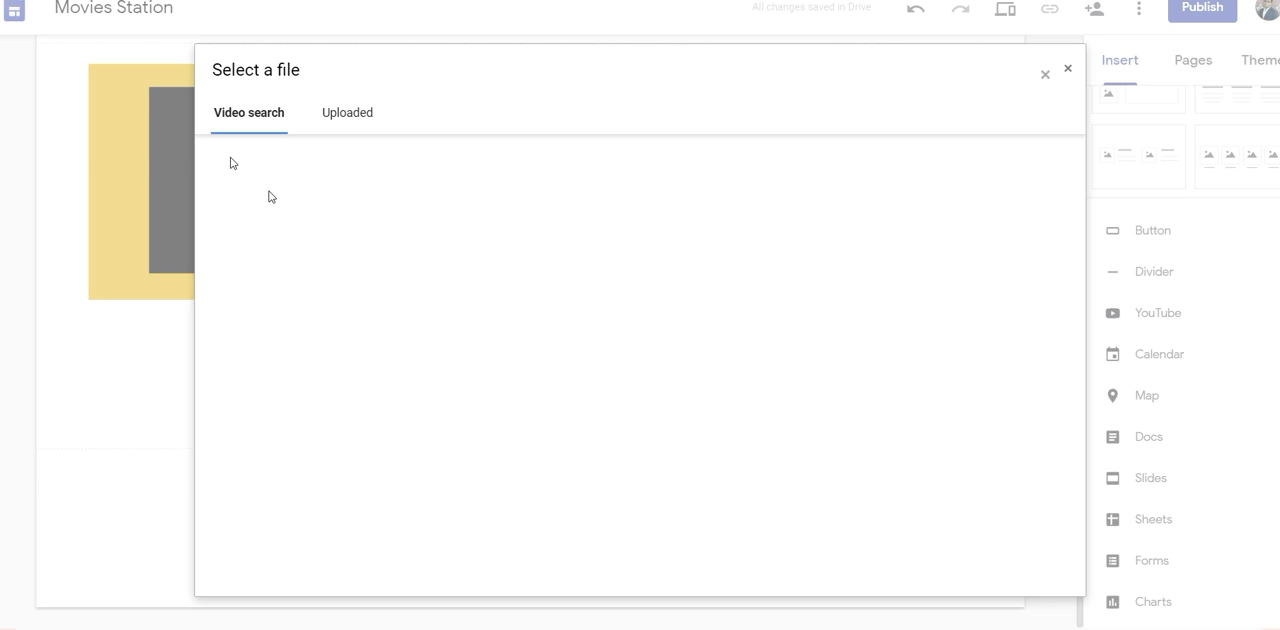 Movies Station
All changes saved in Drive
Publish
Select a file
Video search
Uploaded
Insert
Pages
Theme
Button
Divider
YouTube
Calendar
Map
Docs
Slides
Sheets
Forms
Charts